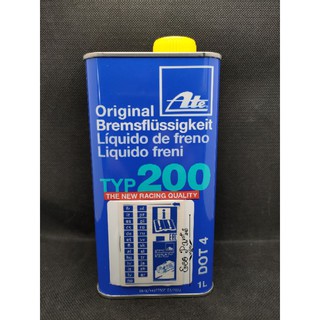 Ate
Original
Bremsflüssigkeit
Líquido de freno
Liquido freni
TYP 200
THE NEW RACING QUALITY
1L DOT 4